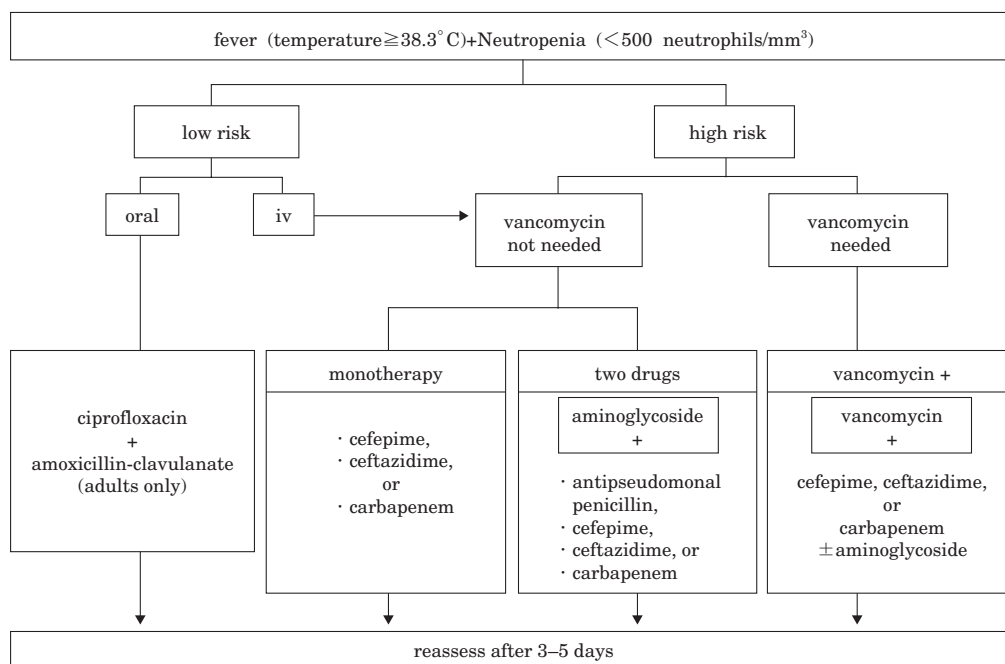 fever (temperature≧38.3°C)+Neutropenia (<500 neutrophils/mm³)
low risk
high risk
oral
iv
vancomycin
not needed
vancomycin
needed
ciprofloxacin
+
amoxicillin-clavulanate
(adults only)
monotherapy
· cefepime,
· ceftazidime,
or
· carbapenem
two drugs
aminoglycoside
+
· antipseudomonal
penicillin,
· cefepime,
· ceftazidime, or
· carbapenem
vancomycin +
vancomycin
+
cefepime, ceftazidime,
or
carbapenem
±aminoglycoside
reassess after 3–5 days